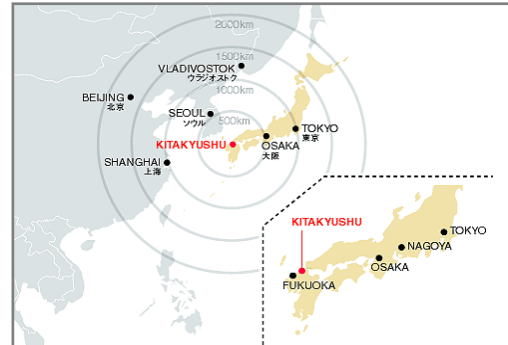 2000km
1500km
VLADIVOSTOK
ウラジオストク
1000km
BEIJING
北京
SEOUL
ソウル
500km
TOKYO
東京
KITAKYUSHU
OSAKA
大阪
SHANGHAI
上海
KITAKYUSHU
TOKYO
NAGOYA
OSAKA
FUKUOKA